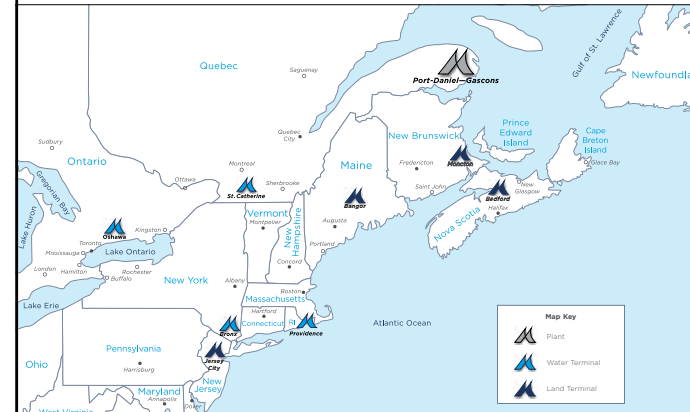 Gulf of St. Lawrence
Quebec
Saguenay
Port-Daniel—Gascons
Newfoundla
Prince
Edward
Island
Cape
Breton
Island
Glace Bay
Quebec
City
New Brunswick
Sudbury
Ontario
Montreal
Maine
Fredericton
Moncton
Ottawa
St. Catherine
Sherbrooke
Saint John
Bedford
New
Glasgow
Halifax
Nova Scotia
Gregorian Bay
Lake Huron
Bangor
Vermont
Montpelier
New
Hampshire
Augusta
Kingston
Oshawa
Toronto
Mississauga
Lake Ontario
Portland
London
Hamilton
Rochester
Buffalo
Concord
New York
Albany
Boston
Massachusetts
Lake Erie
Hartford
Connecticut
RI
Providence
Bronx
Atlantic Ocean
Map Key
Plant
Water Terminal
Land Terminal
Ohio
Pennsylvania
Harrisburg
Jersey
City
New
Jersey
Maryland
Annapolis
Dover
West Virginia